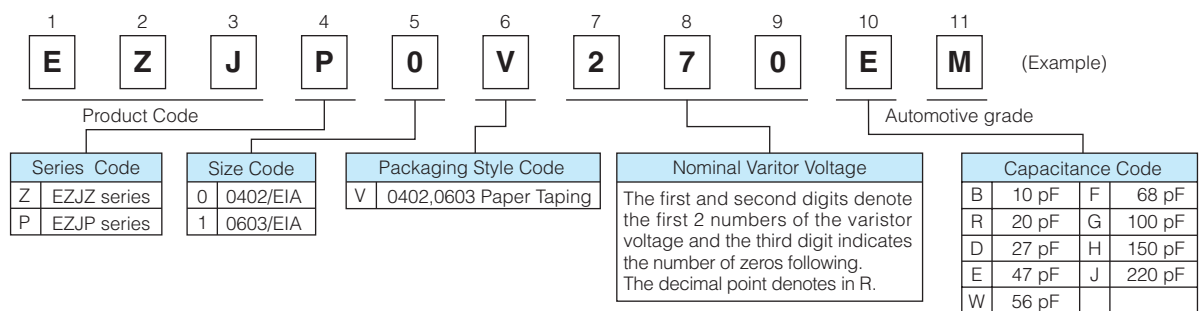 1 2 3 4 5 6 7 8 9 10 11
E Z J P 0 V 2 7 0 E M (Example)
Product Code Automotive grade
Series Code
Z EZJZ series
P EZJP series
Size Code
0 0402/EIA
1 0603/EIA
Packaging Style Code
V 0402,0603 Paper Taping
Nominal Varitor Voltage
The first and second digits denote
the first 2 numbers of the varistor
voltage and the third digit indicates
the number of zeros following.
The decimal point denotes in R.
Capacitance Code
B 10 pF F 68 pF
R 20 pF G 100 pF
D 27 pF H 150 pF
E 47 pF J 220 pF
W 56 pF